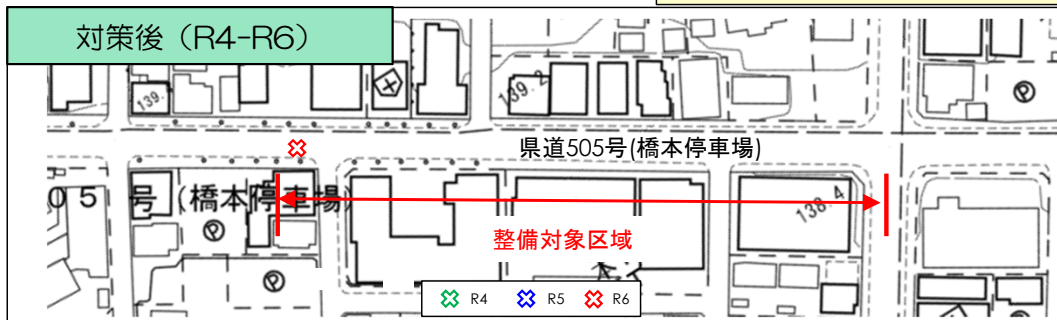 対策後（R4-R6）
139.
139.2
県道505号(橋本停車場)
05 号（橋本停車場）
138.4
整備対象区域
R4 R5 R6